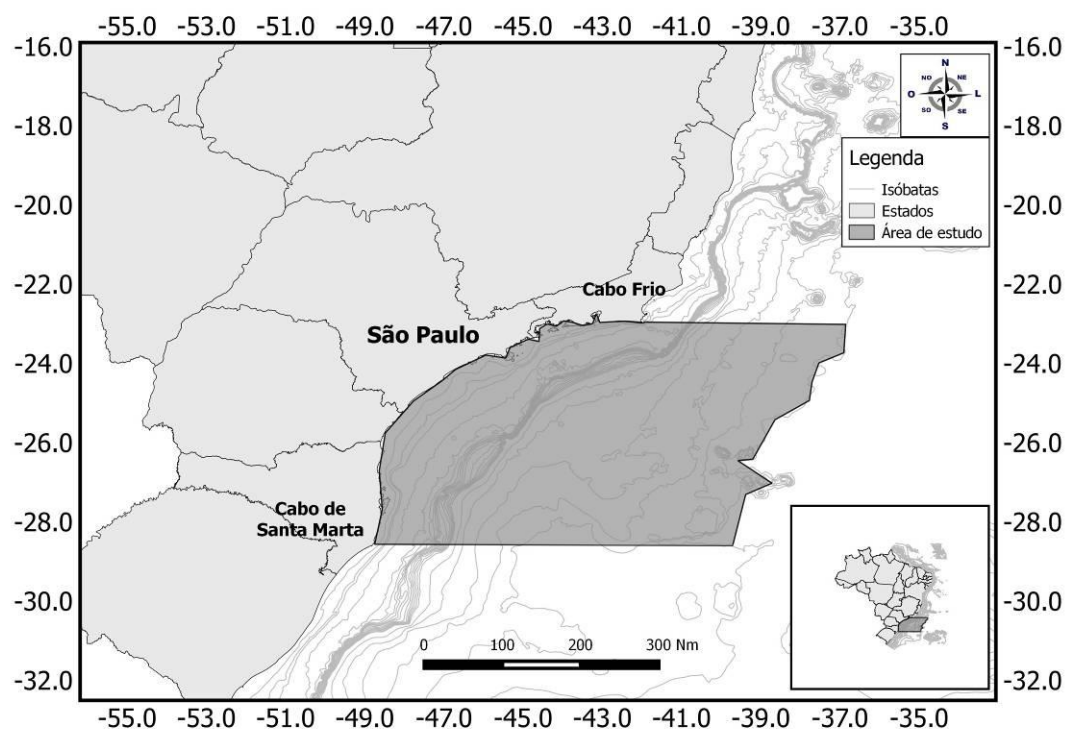 -55.0 -53.0 -51.0 -49.0 -47.0 -45.0 -43.0 -41.0 -39.0 -37.0 -35.0
-16.0 -16.0
N
NO NE
O L
SO SE
S
-18.0 -18.0
Legenda
Isóbatas
Estados
Área de estudo
-20.0 -20.0
-22.0 -22.0
Cabo Frio
São Paulo
-24.0 -24.0
-26.0 -26.0
Cabo de
Santa Marta
-28.0 -28.0
-30.0 -30.0
0 100 200 300 Nm
-32.0 -32.0
-55.0 -53.0 -51.0 -49.0 -47.0 -45.0 -43.0 -41.0 -39.0 -37.0 -35.0